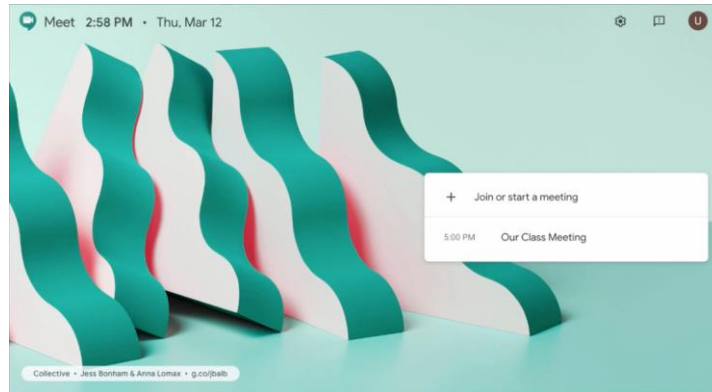 Meet 2:58 PM • Thu, Mar 12
U
Join or start a meeting
5:00 PM Our Class Meeting
Collective • Jess Bonham & Anna Lomax • g.co/jbalb